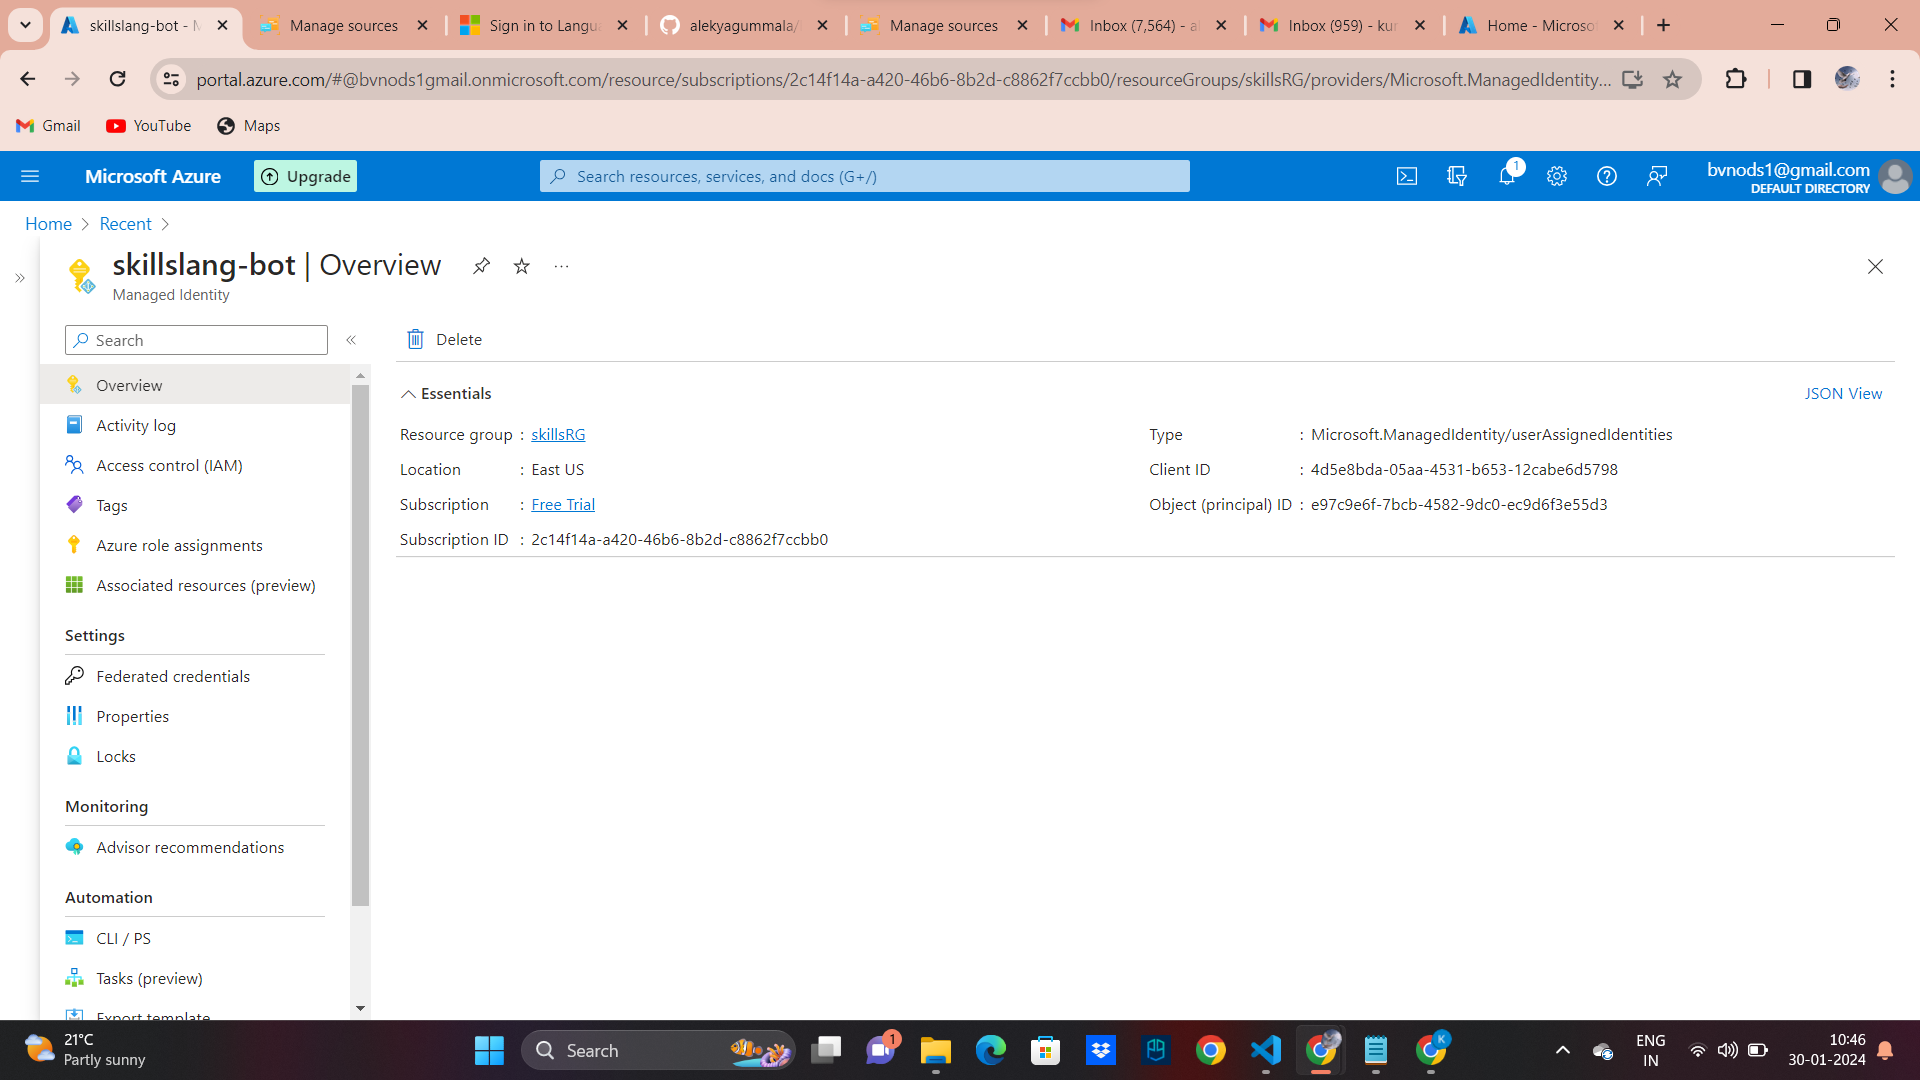 skillslang-bot - M
Manage sources
Sign in to Langua
alekyagummala/
Manage sources
Inbox (7,564) - al
Inbox (959) - kur
Home - Microsof
portal.azure.com/#@bvnods1gmail.onmicrosoft.com/resource/subscriptions/2c14f14a-a420-46b6-8b2d-c8862f7ccbb0/resourceGroups/skillsRG/providers/Microsoft.ManagedIdentity...
Gmail
YouTube
Maps
Microsoft Azure
Upgrade
Search resources, services, and docs (G+/)
1
bvnods1@gmail.com
DEFAULT DIRECTORY
Home
Recent
skillslang-bot | Overview
Managed Identity
Search
Delete
Overview
Activity log
Access control (IAM)
Tags
Azure role assignments
Associated resources (preview)
Settings
Federated credentials
Properties
Locks
Monitoring
Advisor recommendations
Automation
CLI / PS
Tasks (preview)
Export template
Essentials
JSON View
Resource group : skillsRG
Location : East US
Subscription : Free Trial
Subscription ID : 2c14f14a-a420-46b6-8b2d-c8862f7ccbb0
Type : Microsoft.ManagedIdentity/userAssignedIdentities
Client ID : 4d5e8bda-05aa-4531-b653-12cabe6d5798
Object (principal) ID : e97c9e6f-7bcb-4582-9dc0-ec9d6f3e55d3
21°C
Partly sunny
Search
1
K
ENG
IN
10:46
30-01-2024